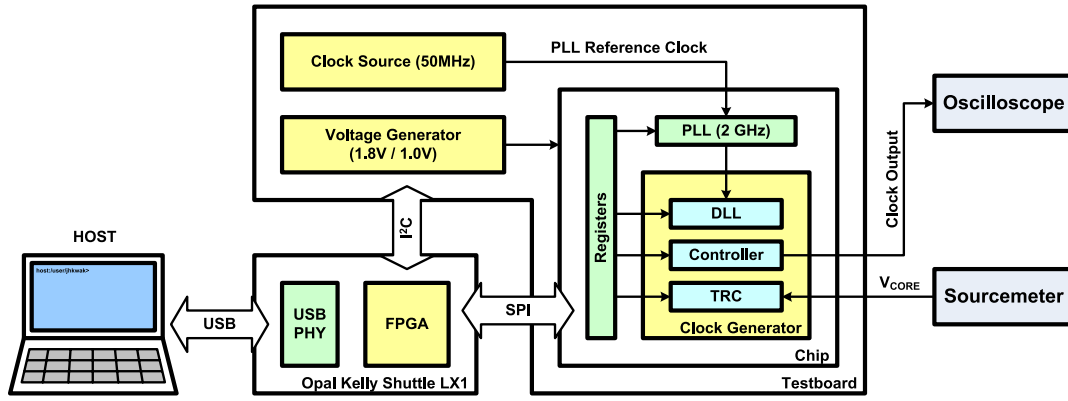 Clock Source (50MHz)
PLL Reference Clock
Voltage Generator
(1.8V / 1.0V)
Registers
PLL (2 GHz)
DLL
Controller
TRC
Clock Generator
Chip
Testboard
Clock Output
Oscilloscope
VCORE
Sourcemeter
I²C
HOST
host:/user/jhkwak>
USB
USB
PHY
FPGA
Opal Kelly Shuttle LX1
SPI